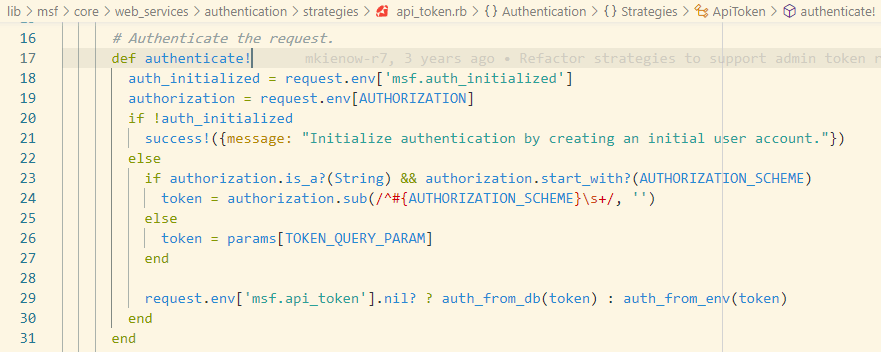 lib > msf > core > web_services > authentication > strategies > api_token.rb > {} Authentication > {} Strategies > ApiToken > authenticate!
16 # Authenticate the request.
17 def authenticate! mkienow-r7, 3 years ago • Refactor strategies to support admin token r
18 auth_initialized = request.env['msf.auth_initialized']
19 authorization = request.env[AUTHORIZATION]
20 if !auth_initialized
21 success!({message: "Initialize authentication by creating an initial user account."})
22 else
23 if authorization.is_a?(String) && authorization.start_with?(AUTHORIZATION_SCHEME)
24 token = authorization.sub(/^#{AUTHORIZATION_SCHEME}\s+/, '')
25 else
26 token = params[TOKEN_QUERY_PARAM]
27 end
28
29 request.env['msf.api_token'].nil? ? auth_from_db(token) : auth_from_env(token)
30 end
31 end